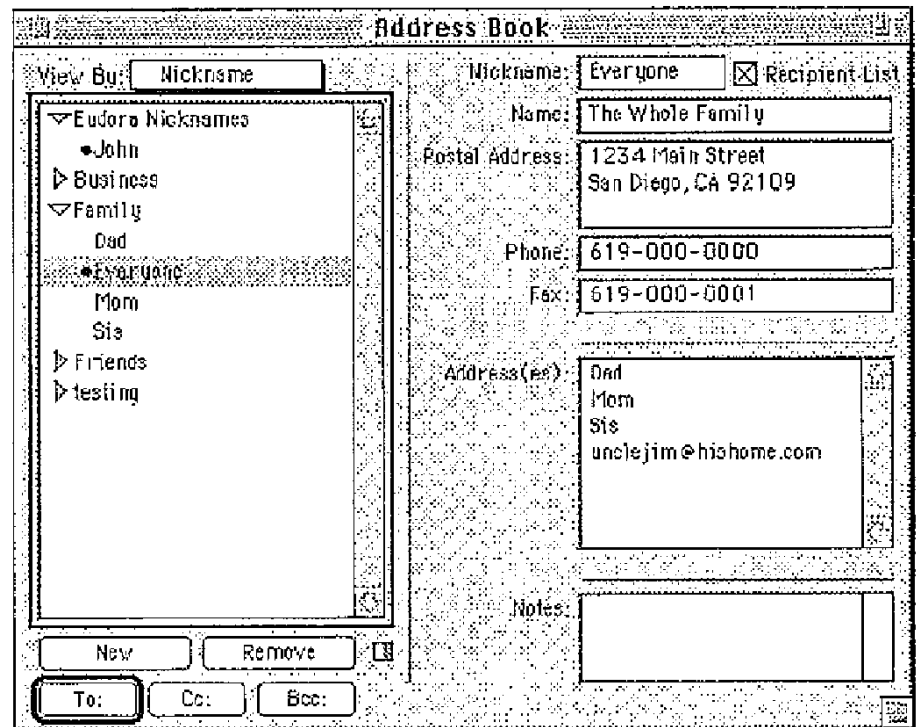 Address Book
View By: Nickname
Eudora Nicknames
John
Business
Family
Dad
Everyone
Mom
Sis
Friends
testing
New
Remove
To:
Cc:
Bcc:
Nickname: Everyone
Recipient List
Name: The Whole Family
Postal Address: 1234 Main Street
San Diego, CA 92109
Phone: 619-000-0000
Fax: 619-000-0001
Address(es): Dad
Mom
Sis
unclejim@hishome.com
Notes: